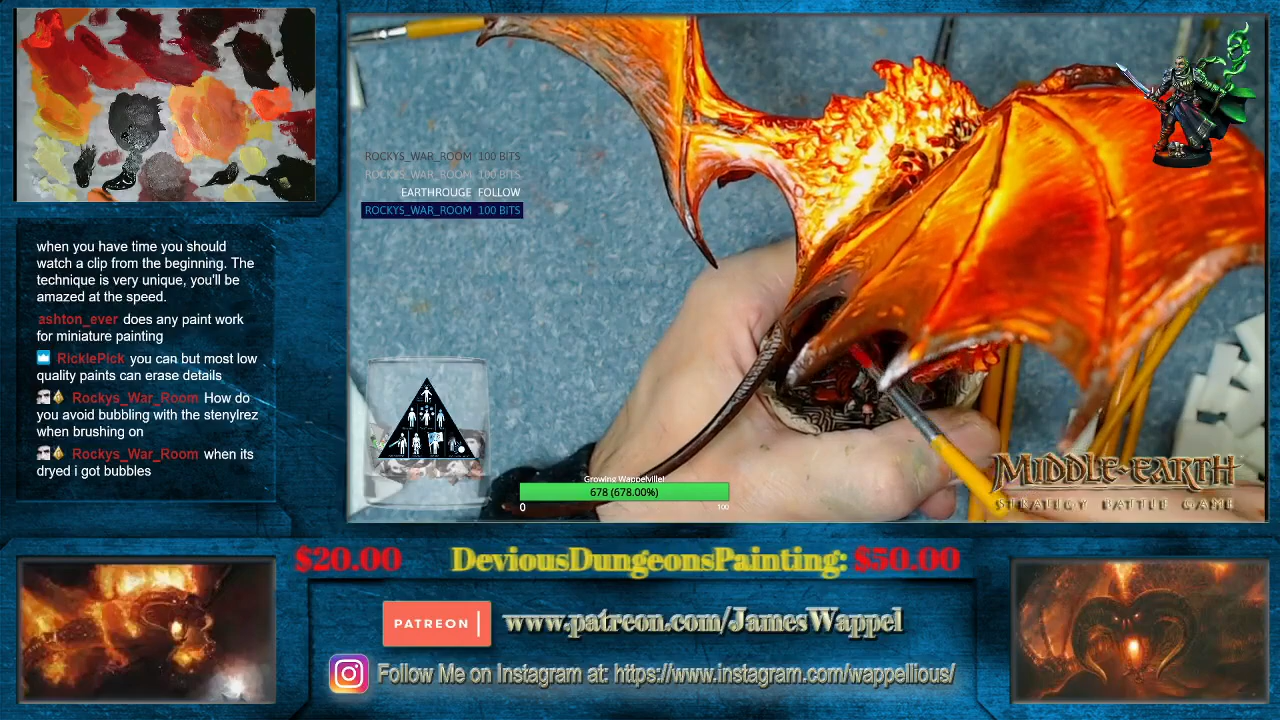 ROCKYS_WAR_ROOM 100 BITS
ROCKYS_WAR_ROOM 100 BITS
EARTHROUGE FOLLOW
ROCKYS_WAR_ROOM 100 BITS
when you have time you should
watch a clip from the beginning. The
technique is very unique, you'll be
amazed at the speed.
ashton_ever does any paint work
for miniature painting
RicklePick you can but most low
quality paints can erase details
Rockys_War_Room How do
you avoid bubbling with the stenylrez
when brushing on
Rockys_War_Room when its
dryed i got bubbles
Growing Wappelville!
678 (678.00%)
0
100
MIDDLE-EARTH
STRATEGY BATTLE GAME
$20.00
DeviousDungeonsPainting: $50.00
PATREON
www.patreon.com/JamesWappel
Follow Me on Instagram at: https://www.instagram.com/wappellious/